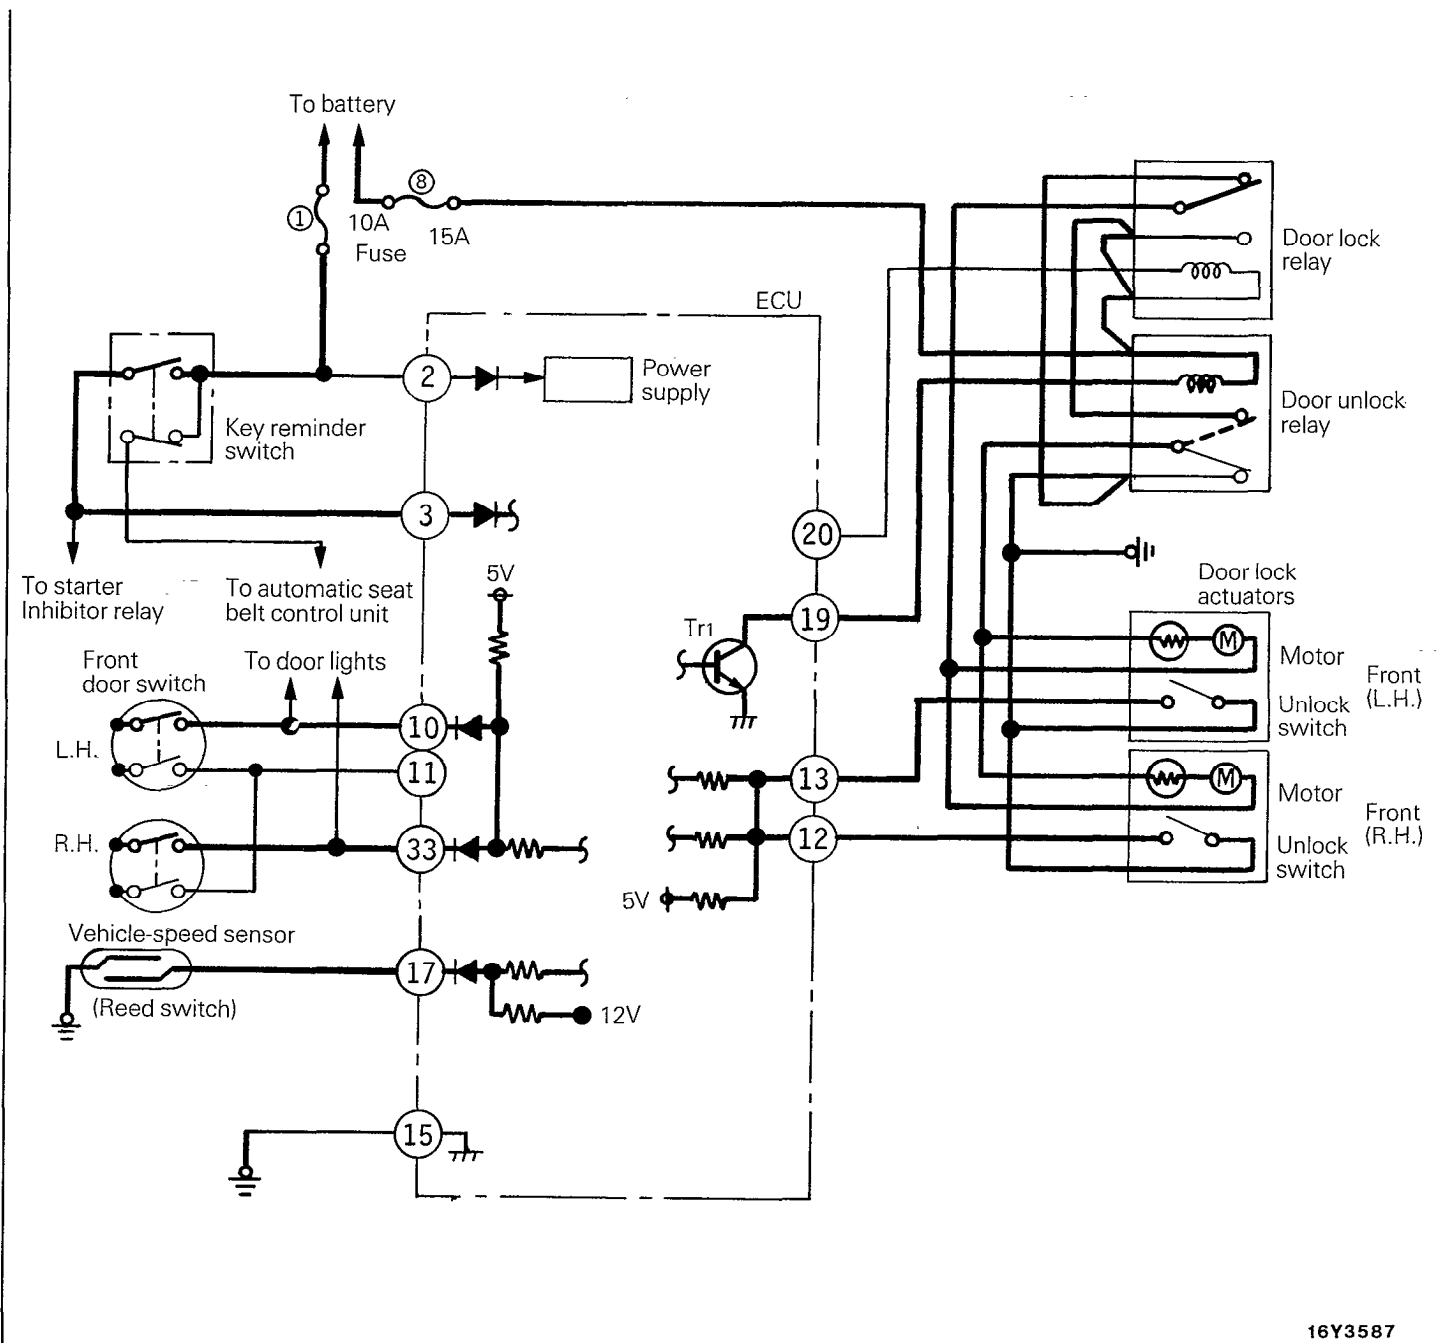 To battery
8
1
10A
15A
Fuse
Door lock
relay
ECU
2
Power
supply
Door unlock
relay
Key reminder
switch
3
20
To starter
Inhibitor relay
To automatic seat
belt control unit
5V
Door lock
actuators
19
Tr1
M
Motor
Front
(L.H.)
Unlock
switch
Front
door switch
To door lights
L.H.
10
11
13
M
Motor
Front
(R.H.)
Unlock
switch
R.H.
33
12
5V
Vehicle-speed sensor
17
(Reed switch)
12V
15
16Y3587